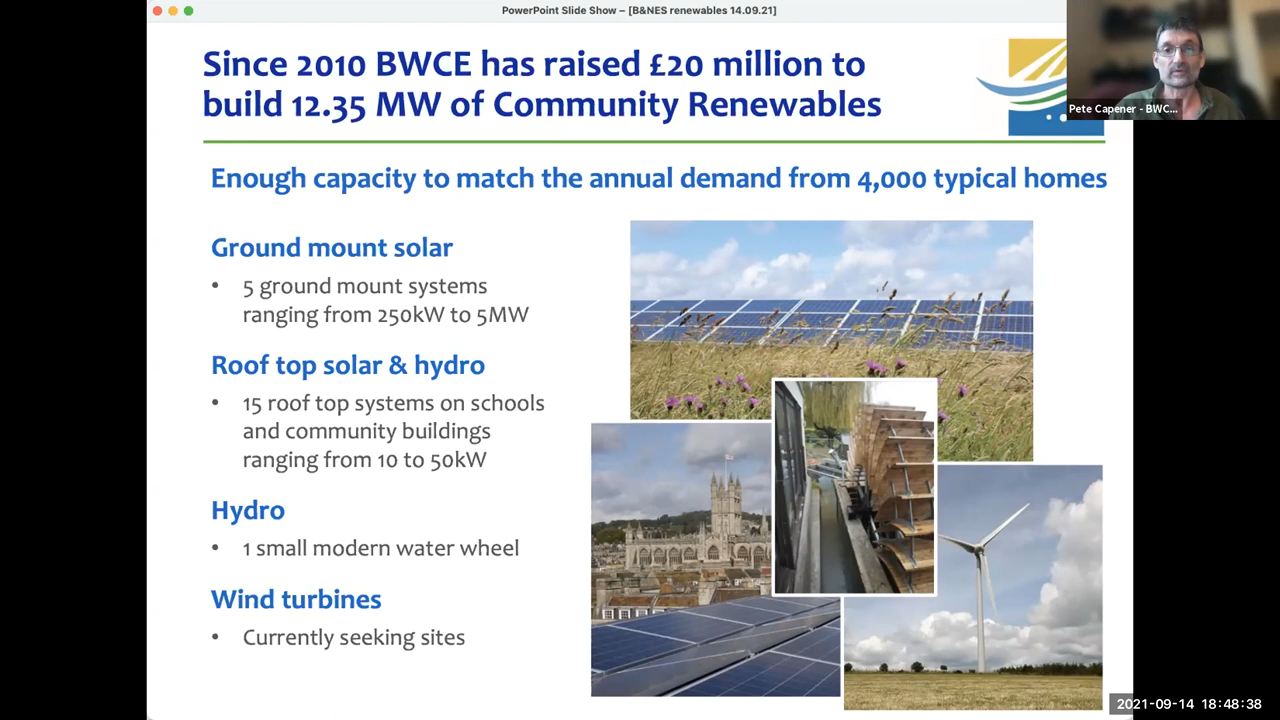 PowerPoint Slide Show – [B&NES renewables 14.09.21]
Since 2010 BWCE has raised £20 million to
build 12.35 MW of Community Renewables
Pete Capener - BWC...
Enough capacity to match the annual demand from 4,000 typical homes
Ground mount solar
• 5 ground mount systems
ranging from 250kW to 5MW
Roof top solar & hydro
• 15 roof top systems on schools
and community buildings
ranging from 10 to 50kW
Hydro
• 1 small modern water wheel
Wind turbines
• Currently seeking sites
2021-09-14 18:48:38